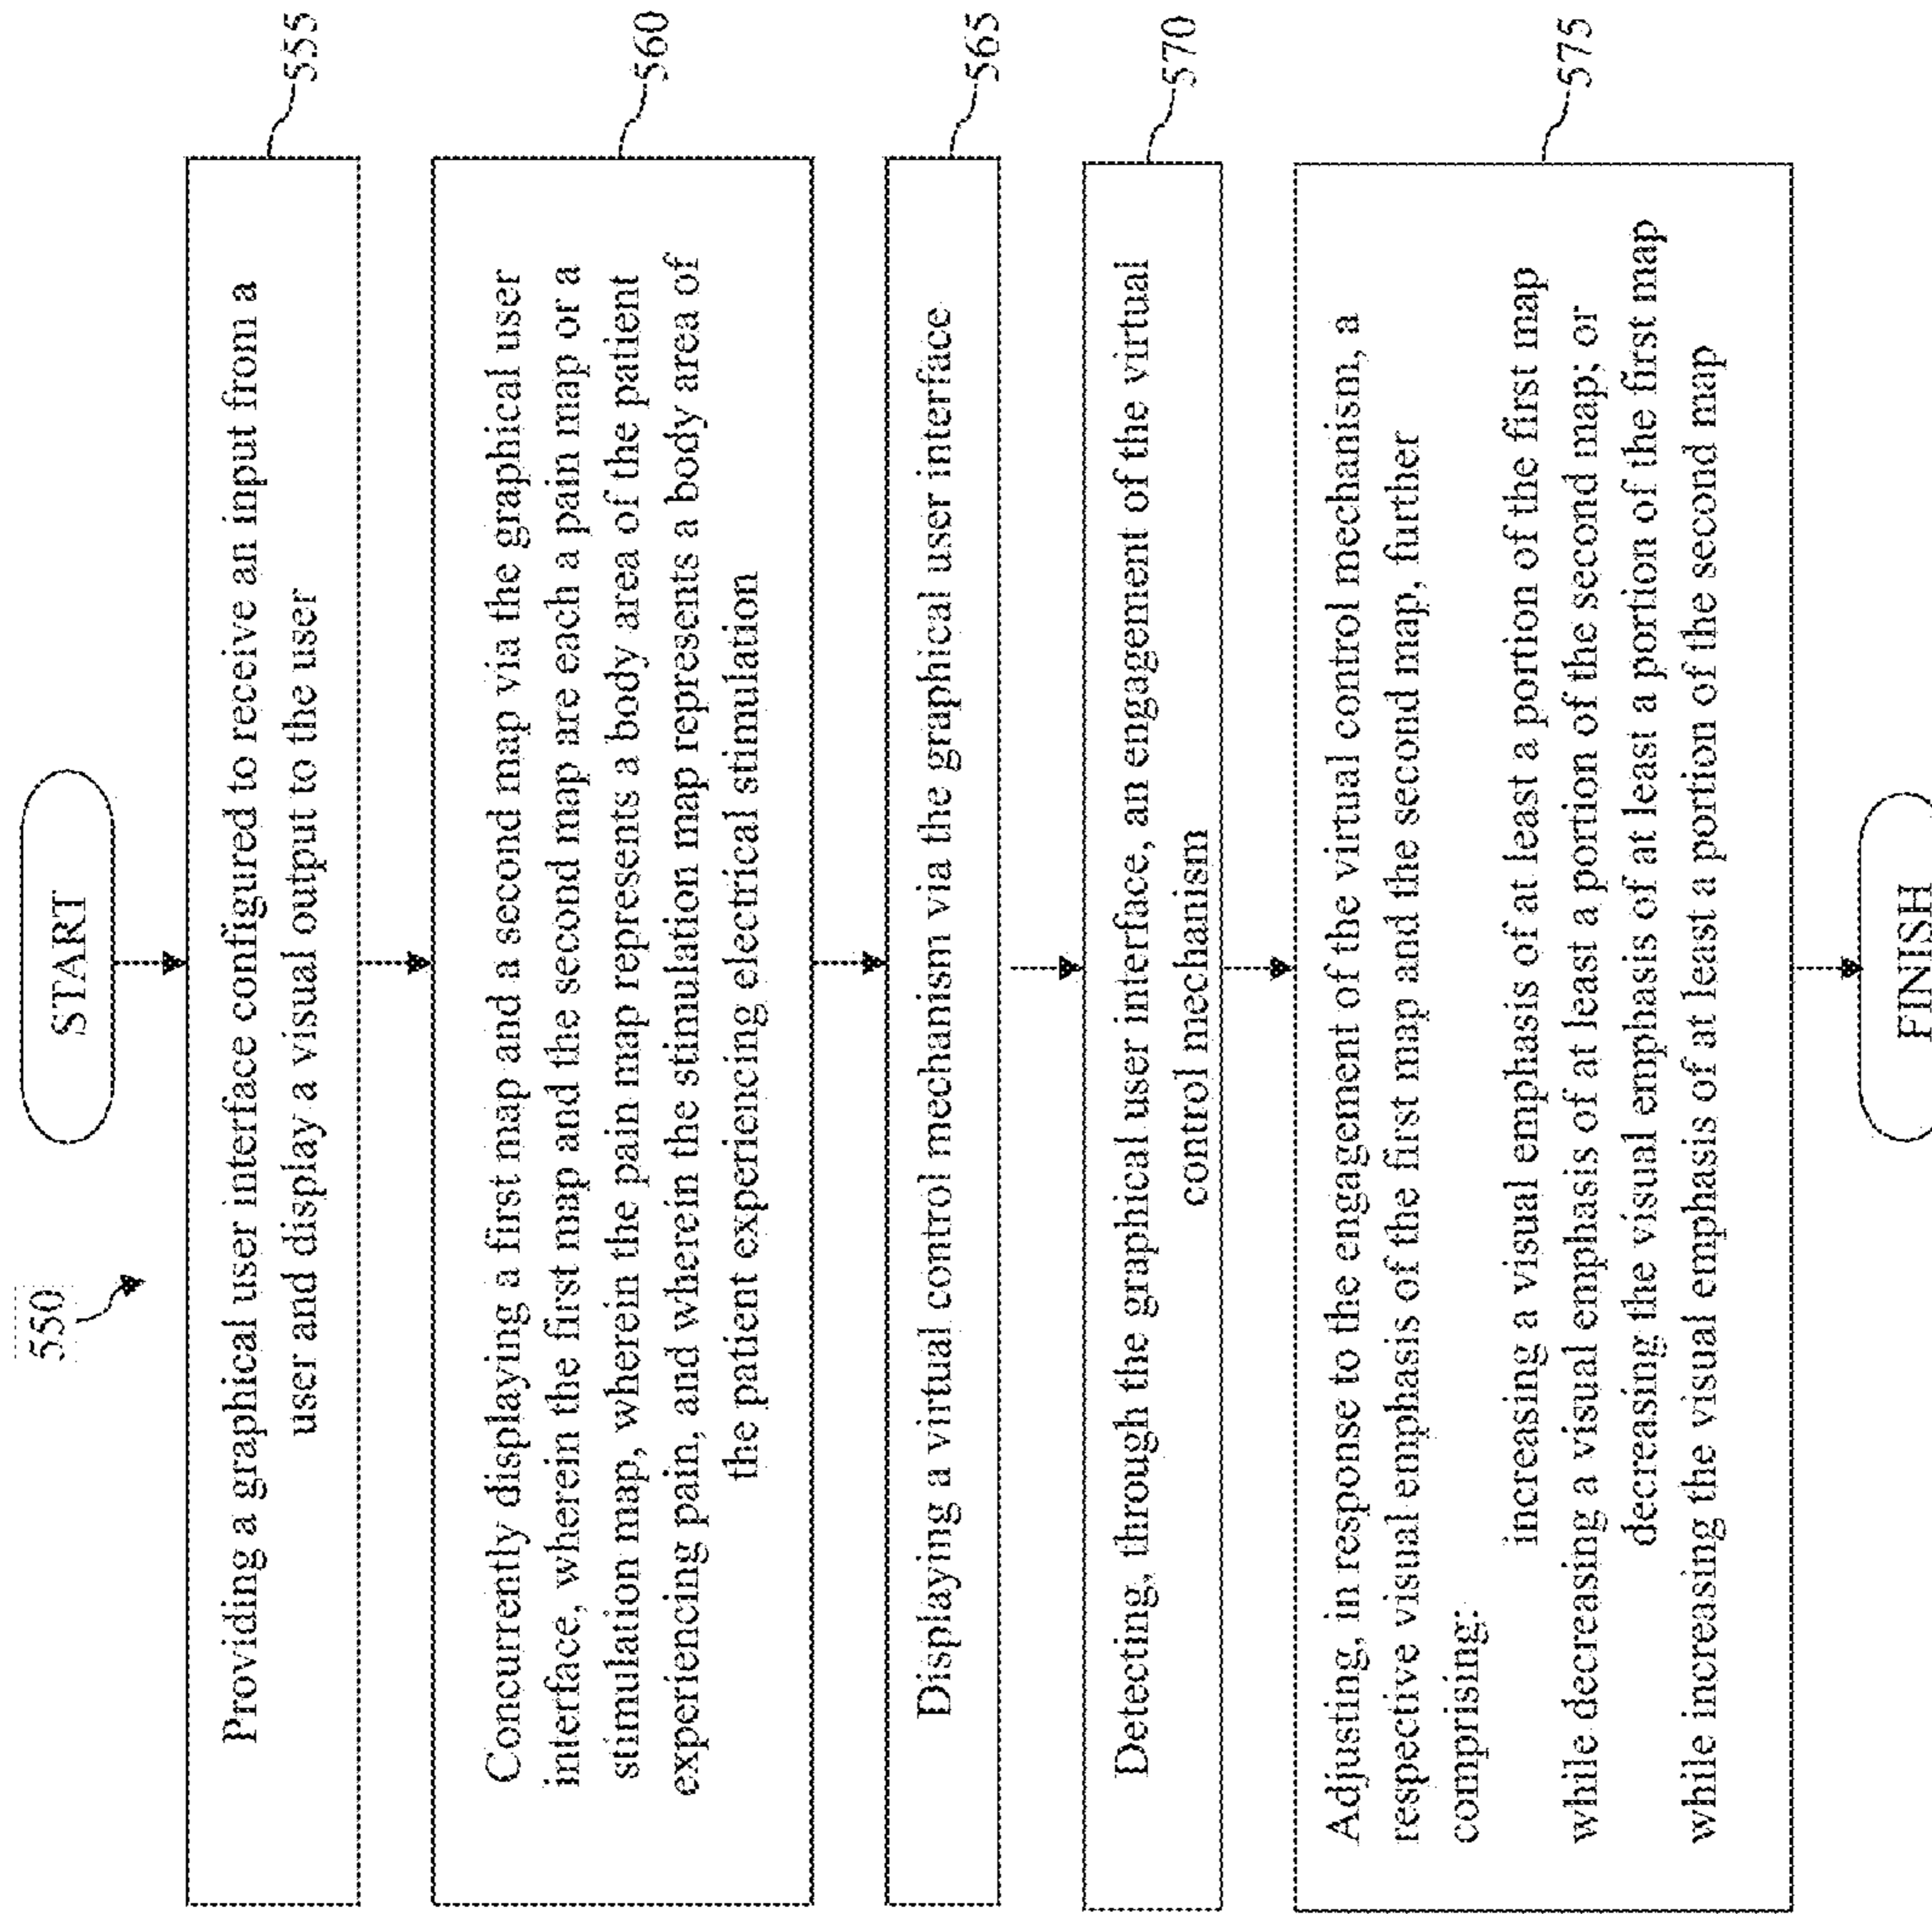 550
START
Providing a graphical user interface configured to receive an input from a
user and display a visual output to the user
555
Concurrently displaying a first map and a second map via the graphical user
interface, wherein the first map and the second map are each a pain map or a
stimulation map, wherein the pain map represents a body area of the patient
experiencing pain, and wherein the stimulation map represents a body area of
the patient experiencing electrical stimulation
560
Displaying a virtual control mechanism via the graphical user interface
565
Detecting, through the graphical user interface, an engagement of the virtual
control mechanism
570
Adjusting, in response to the engagement of the virtual control mechanism, a
respective visual emphasis of the first map and the second map, further
comprising:
increasing a visual emphasis of at least a portion of the first map
while decreasing a visual emphasis of at least a portion of the second map; or
decreasing the visual emphasis of at least a portion of the first map
while increasing the visual emphasis of at least a portion of the second map
575
FINISH